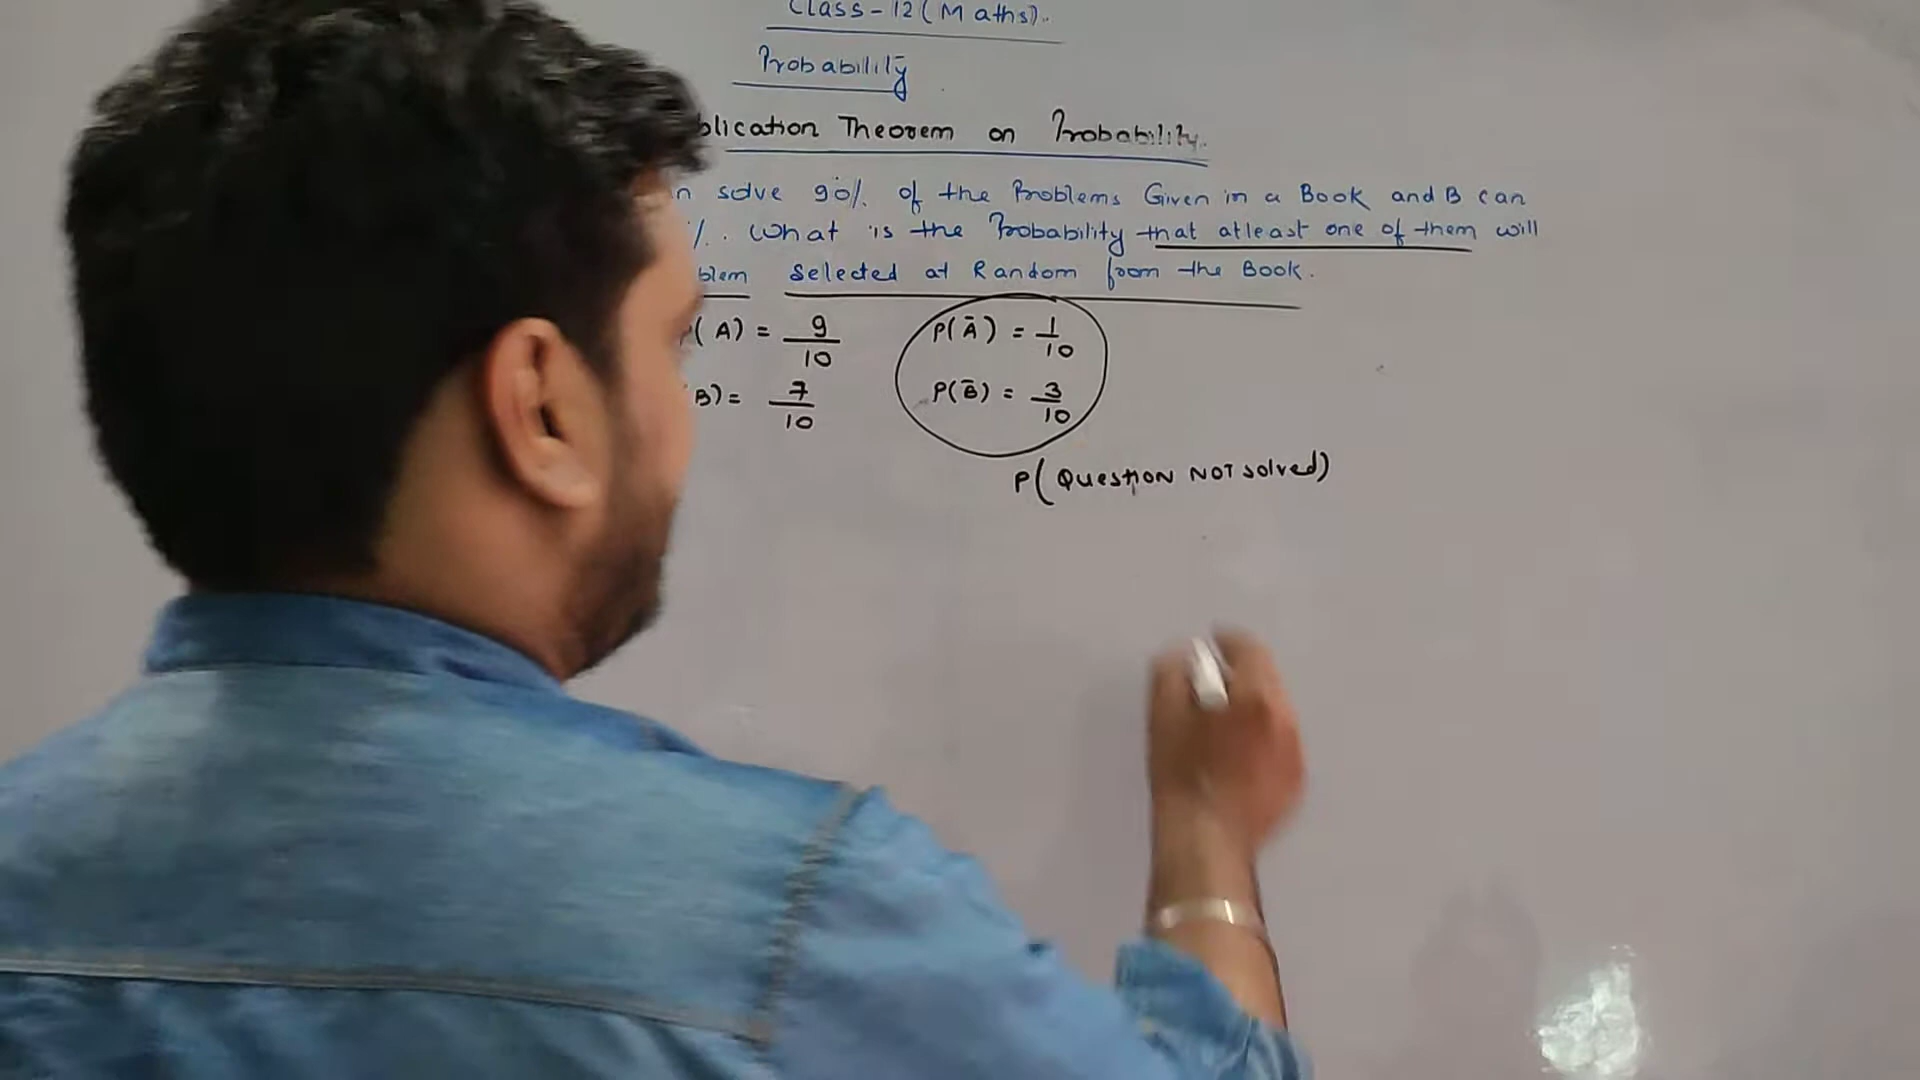 Class-12 (Maths)..
Probability
plication Theorem on Probability.
n solve 90%. of the Problems Given in a Book and B can
%. . What is the Probability that atleast one of them will
blem selected at Random from the Book.
P(A) = 9/10 P(Ā) = 1/10
B) = 7/10 P(B̄) = 3/10
P(Question NOT solved)